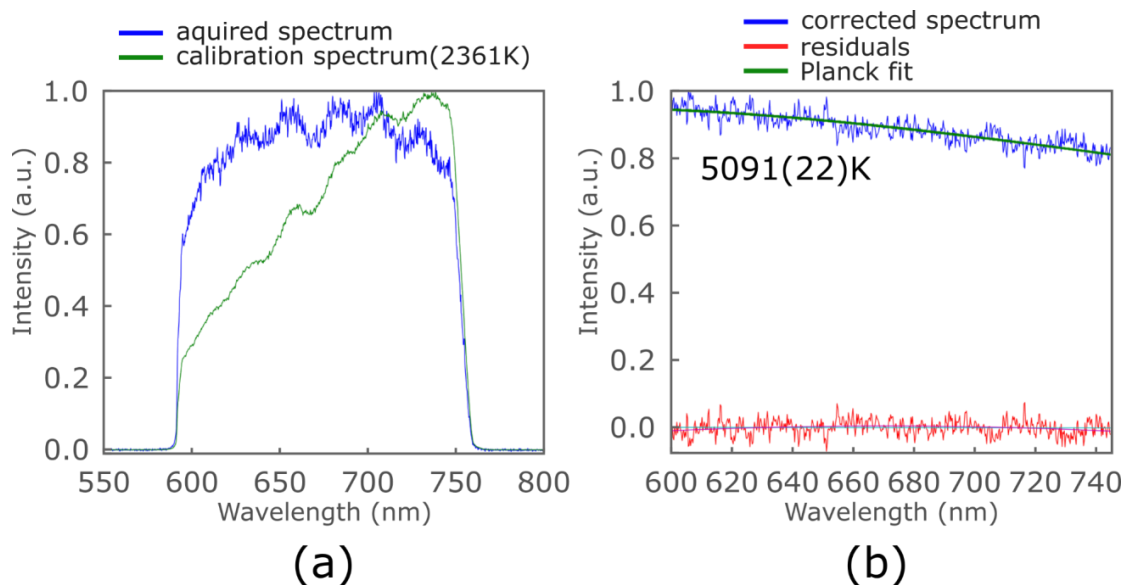 aquired spectrum
calibration spectrum(2361K)
1.0
0.8
0.6
0.4
0.2
0.0
Intensity (a.u.)
550 600 650 700 750 800
Wavelength (nm)
(a)
corrected spectrum
residuals
Planck fit
1.0
0.8
0.6
0.4
0.2
0.0
Intensity (a.u.)
5091(22)K
600 620 640 660 680 700 720 740
Wavelength (nm)
(b)